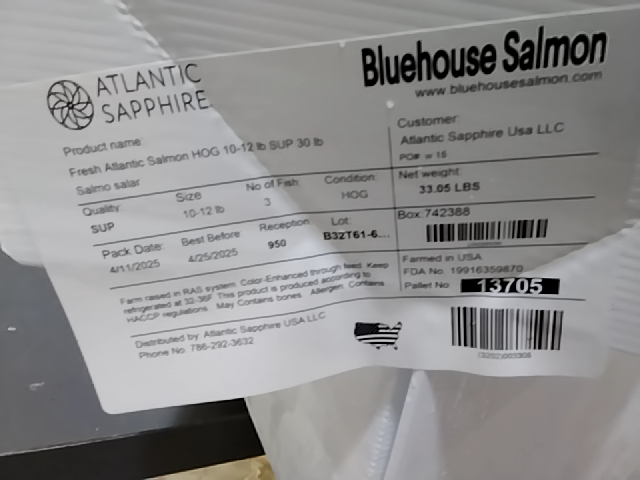 ATLANTIC
SAPPHIRE
Bluehouse Salmon
www.bluehousesalmon.com
Product name
Fresh Atlantic Salmon HOG 10-12 lb SUP 30 lb
Salmo salar
Quality
Size
No of Fish
Condition
SUP
10-12 lb
3
HOG
Pack Date:
Best Before
Reception
Lot:
4/11/2025
4/25/2025
950
B32T61-6...
Farm raised in RAS system Color-Enhanced through feed. Keep
refrigerated at 32-36F This product is produced according to
HACCP regulations. May Contains bones. Allergen: Contains
Distributed by Atlantic Sapphire USA LLC
Phone No. 786-292-3632
Customer
Atlantic Sapphire Usa LLC
PO# = 15
Net weight
33.05 LBS
Box: 742388
Farmed in USA
FDA No. 19916359870
Pallet No 13705
(3202)003308